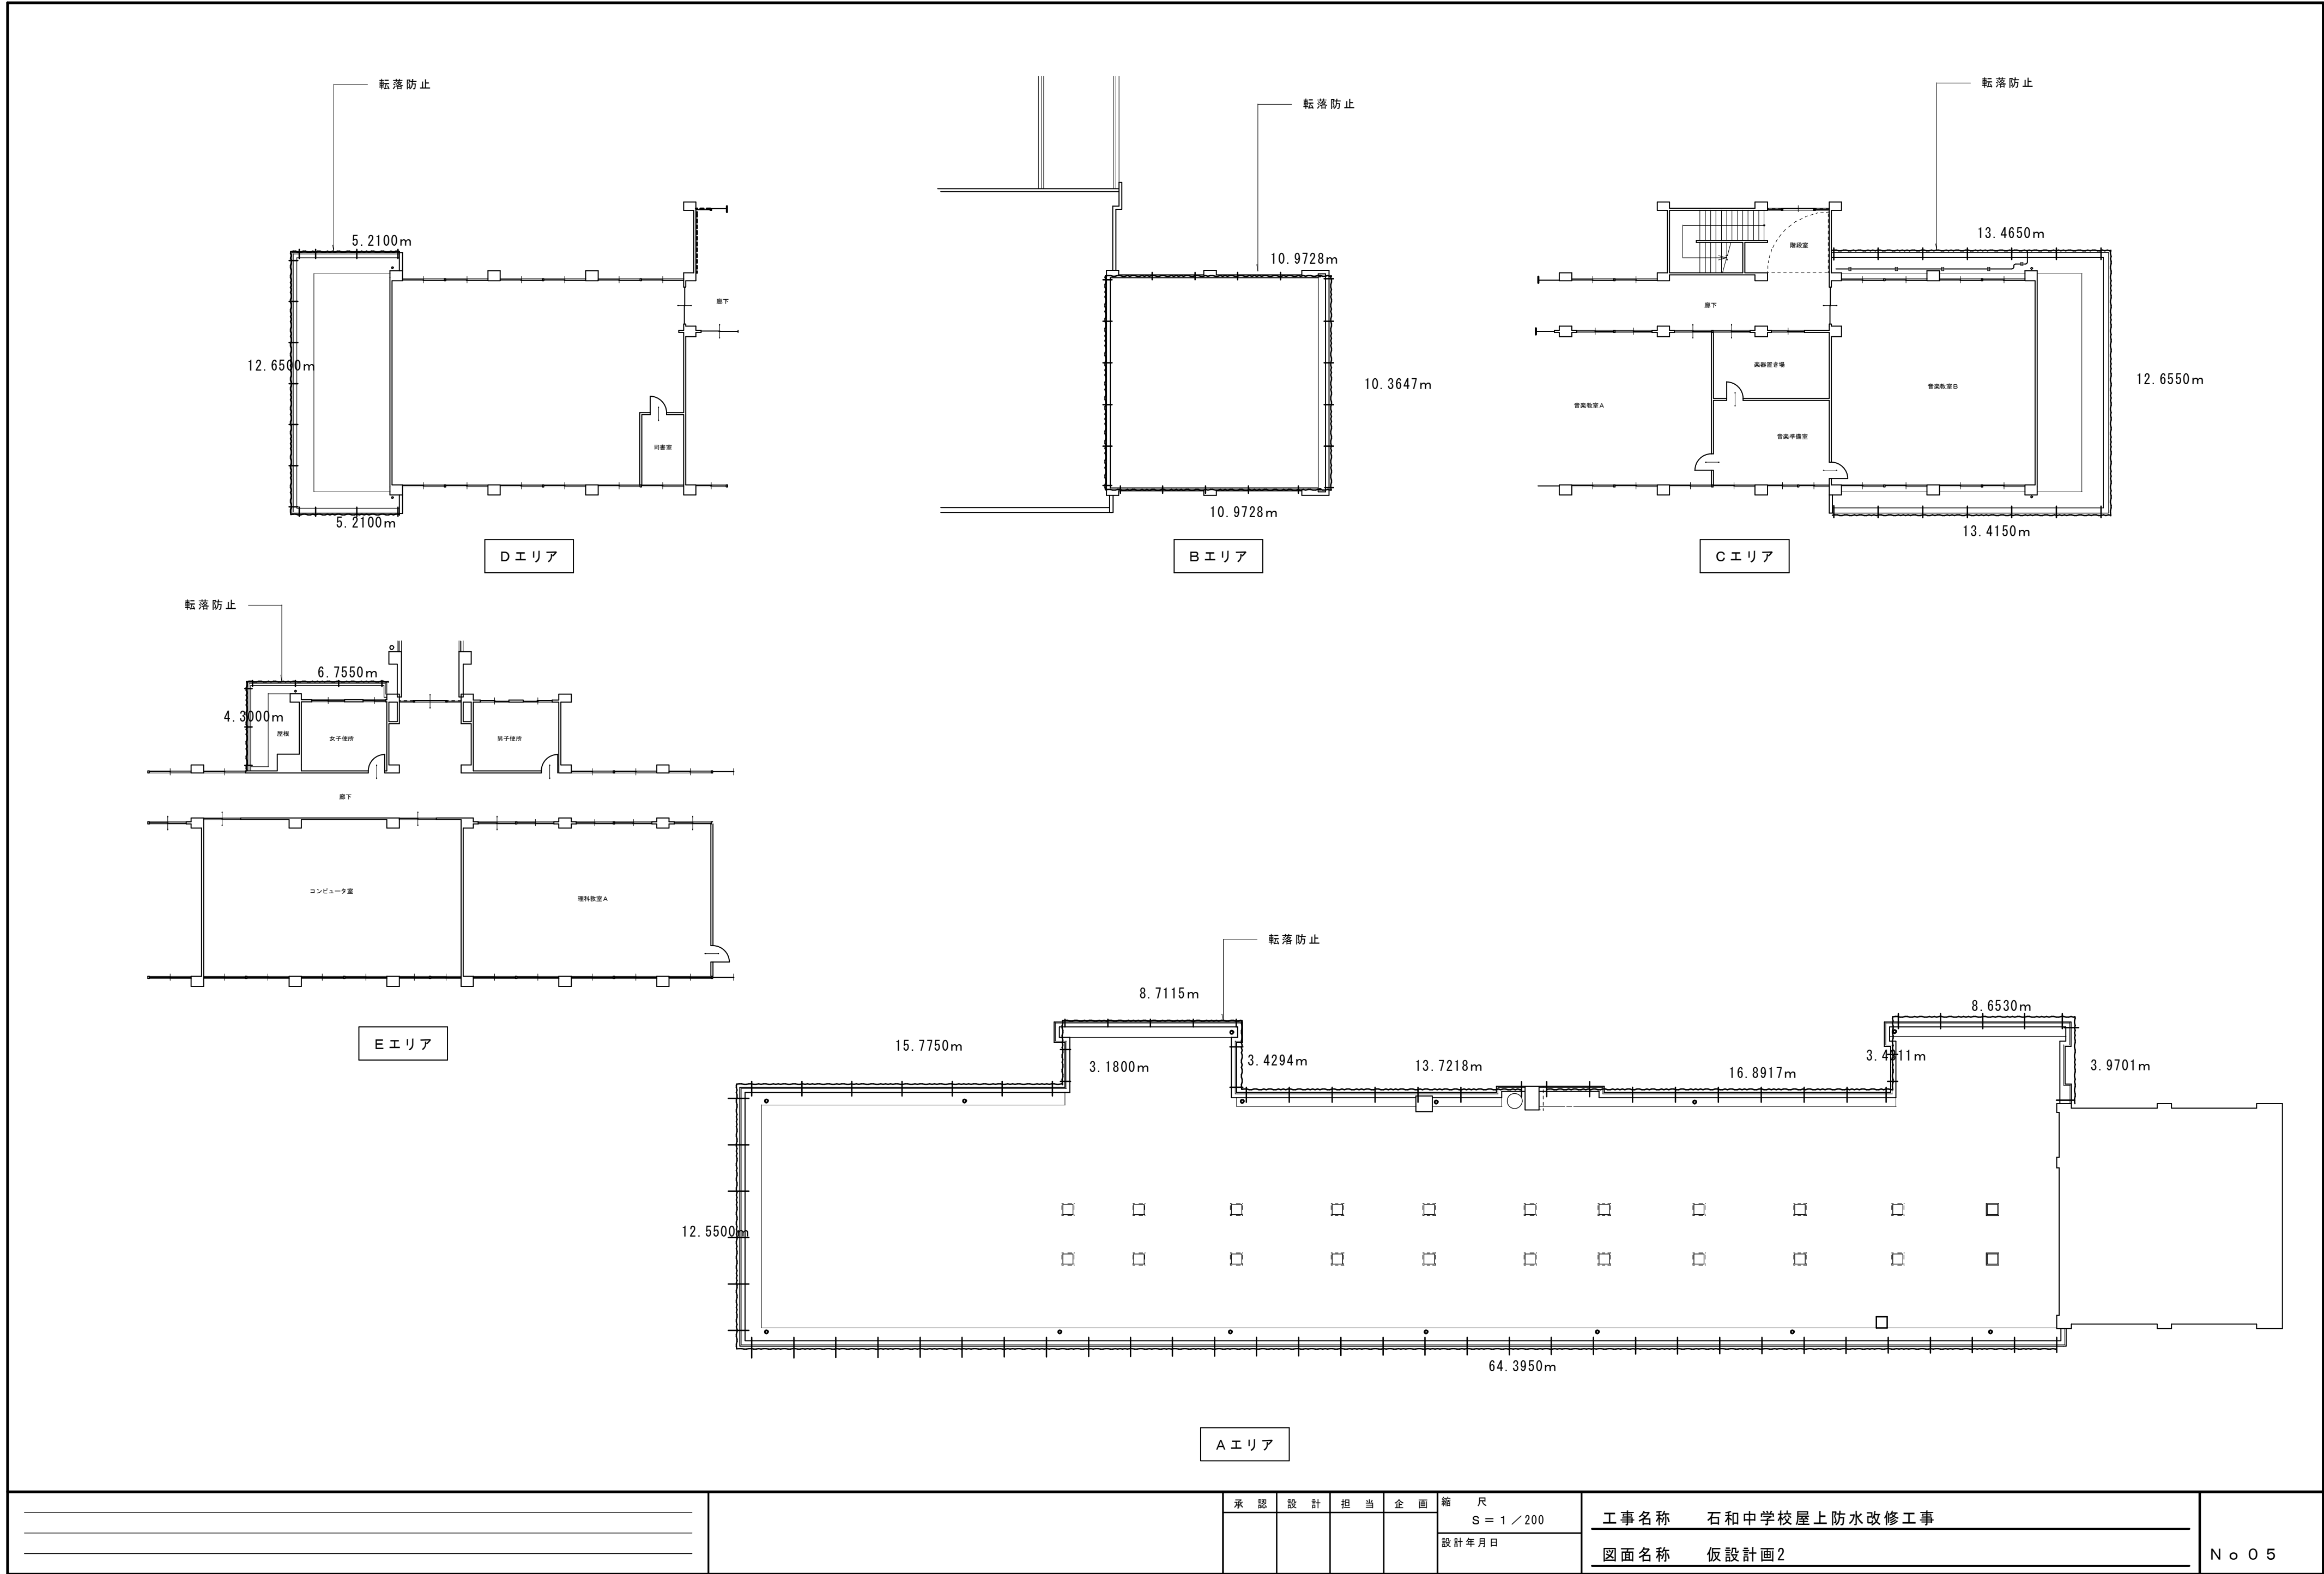 転落防止
5.2100m
12.6500m
廊下
司書室
5.2100m
Dエリア
転落防止
10.9728m
10.3647m
10.9728m
Bエリア
転落防止
13.4650m
階段室
廊下
楽器置き場
音楽教室A
音楽準備室
音楽教室B
12.6550m
13.4150m
Cエリア
転落防止
6.7550m
4.3000m
屋根
女子便所
男子便所
廊下
コンピュータ室
理科教室A
Eエリア
転落防止
8.7115m
15.7750m
3.1800m
3.4294m
13.7218m
16.8917m
8.6530m
3.9701m
12.5500m
64.3950m
Aエリア
承認 設計 担当 企画
縮尺
S=1/200
設計年月日
工事名称 石和中学校屋上防水改修工事
図面名称 仮設計画2
No05